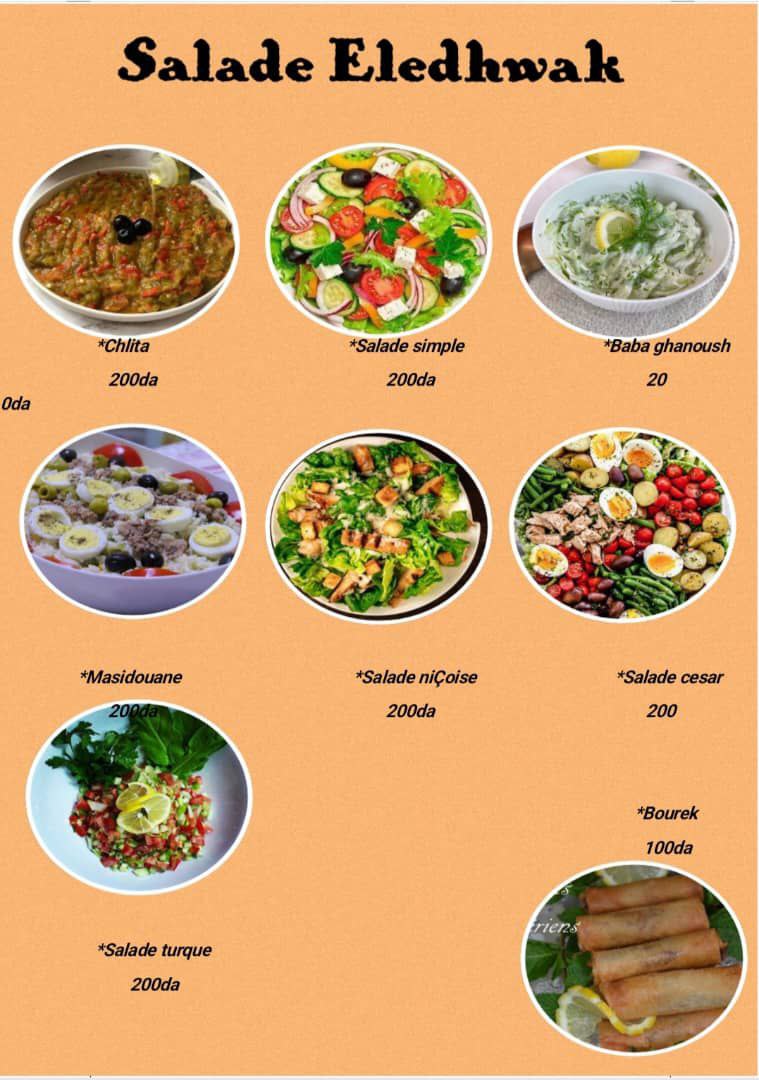 Salade Eledhwak
*Chlita *Salade simple *Baba ghanoush
200da 200da 20
0da
*Masidouane *Salade niÇoise *Salade cesar
200da 200da 200
*Bourek
100da
riens
*Salade turque
200da